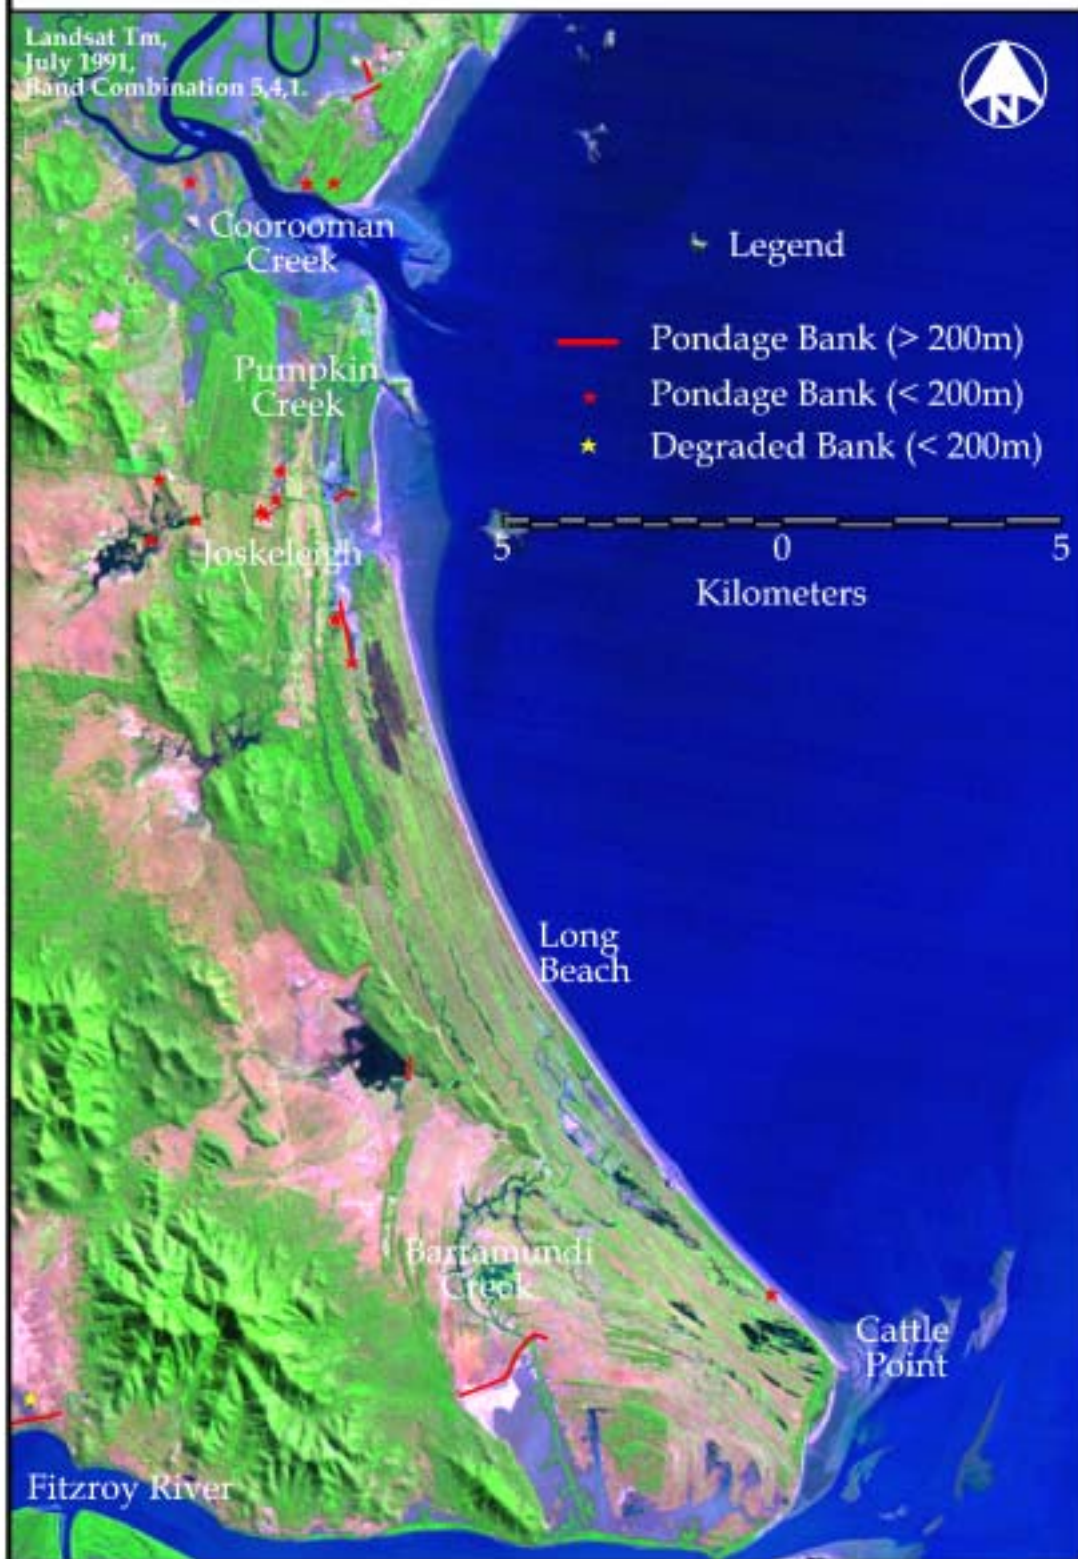 Landsat Tm,
July 1991,
Band Combination 5,4,1.
N
Coorooman
Creek
Legend
Pondage Bank (> 200m)
Pondage Bank (< 200m)
Degraded Bank (< 200m)
Pumpkin
Creek
5 0 5
Kilometers
Joskeleigh
Long
Beach
Barramundi
Creek
Cattle
Point
Fitzroy River